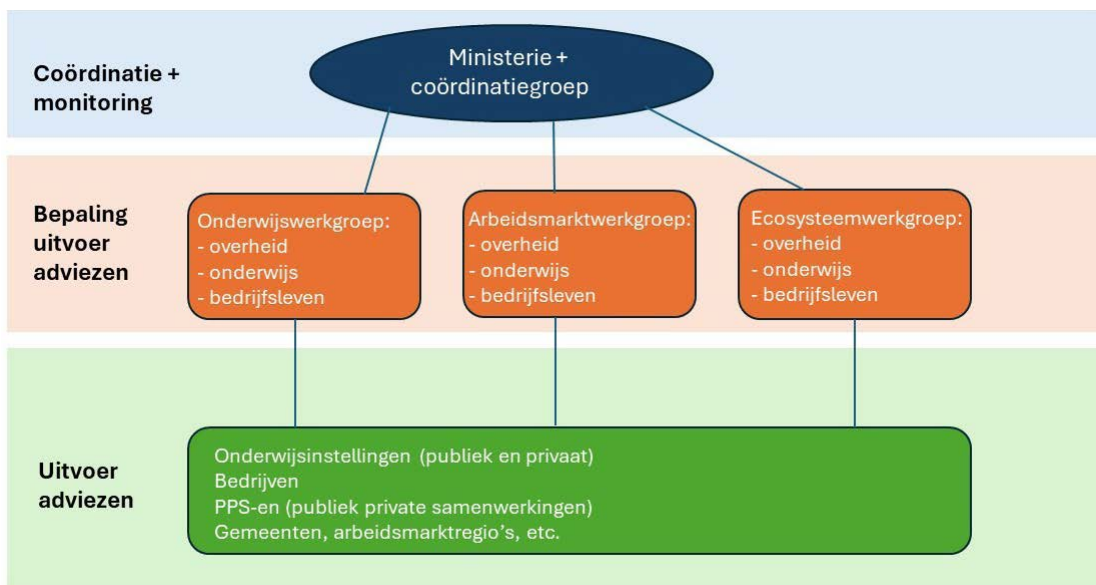 Coördinatie +
monitoring
Ministerie +
coördinatiegroep
Bepaling
uitvoer
adviezen
Onderwijswerkgroep:
- overheid
- onderwijs
- bedrijfsleven
Arbeidsmarktwerkgroep:
- overheid
- onderwijs
- bedrijfsleven
Ecosysteemwerkgroep:
- overheid
- onderwijs
- bedrijfsleven
Uitvoer
adviezen
Onderwijsinstellingen (publiek en privaat)
Bedrijven
PPS-en (publiek private samenwerkingen)
Gemeenten, arbeidsmarktregio's, etc.